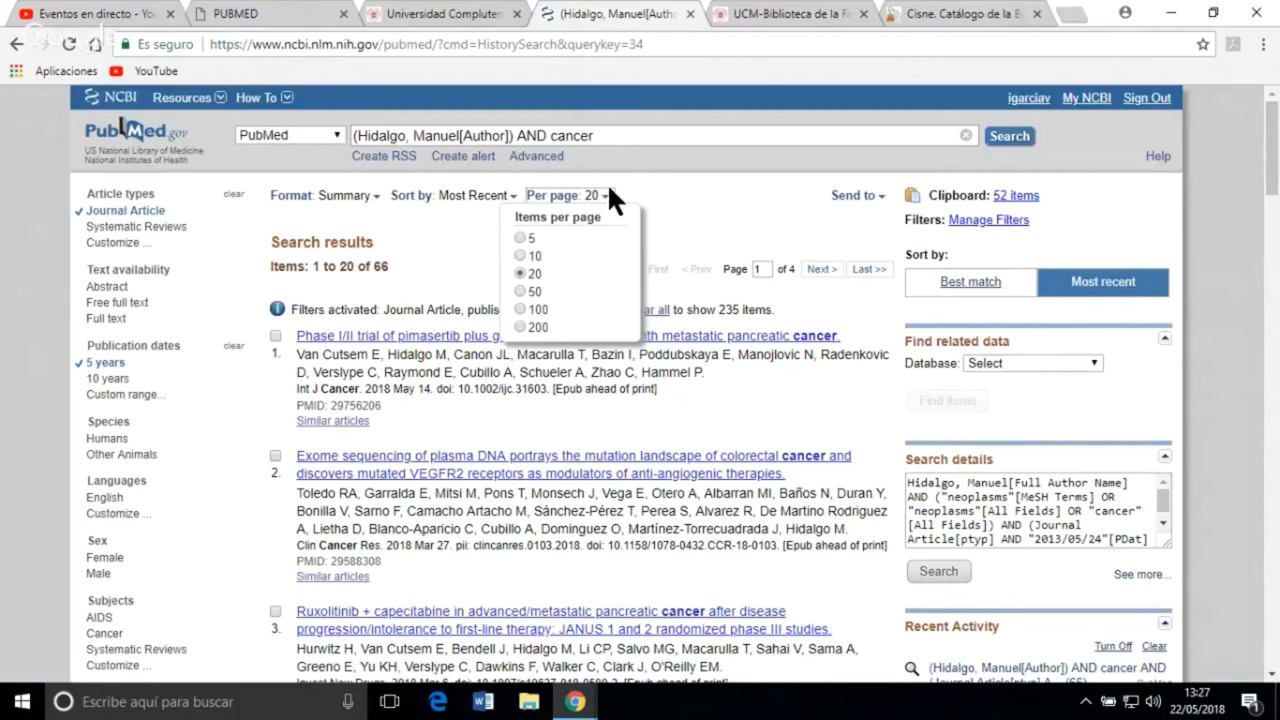 Eventos en directo - You
PUBMED
Universidad Compluten
(Hidalgo, Manuel[Autho
UCM-Biblioteca de la Fa
Cisne. Catálogo de la B
Es seguro
https://www.ncbi.nlm.nih.gov/pubmed/?cmd=HistorySearch&querykey=34
Aplicaciones
YouTube
NCBI Resources How To
igarciav My NCBI Sign Out
PubMed.gov
US National Library of Medicine
National Institutes of Health
PubMed
(Hidalgo, Manuel[Author]) AND cancer
Search
Create RSS Create alert Advanced
Help
Article types
clear
Journal Article
Systematic Reviews
Customize ...
Text availability
Abstract
Free full text
Full text
Publication dates
clear
5 years
10 years
Custom range...
Species
Humans
Other Animals
Languages
English
Customize ...
Sex
Female
Male
Subjects
AIDS
Cancer
Systematic Reviews
Customize ...
Format: Summary Sort by: Most Recent Per page: 20
Send to
Items per page
5
10
20
50
100
200
Search results
Items: 1 to 20 of 66
First < Prev Page 1 of 4 Next > Last >>
Filters activated: Journal Article, publis
ar all to show 235 items.
Phase I/II trial of pimasertib plus g
ith metastatic pancreatic cancer.
1.
Van Cutsem E, Hidalgo M, Canon JL, Macarulla T, Bazin I, Poddubskaya E, Manojlovic N, Radenkovic
D, Verslype C, Raymond E, Cubillo A, Schueler A, Zhao C, Hammel P.
Int J Cancer. 2018 May 14. doi: 10.1002/ijc.31603. [Epub ahead of print]
PMID: 29756206
Similar articles
Exome sequencing of plasma DNA portrays the mutation landscape of colorectal cancer and
2.
discovers mutated VEGFR2 receptors as modulators of anti-angiogenic therapies.
Toledo RA, Garralda E, Mitsi M, Pons T, Monsech J, Vega E, Otero A, Albarran MI, Baños N, Duran Y,
Bonilla V, Sarno F, Camacho Artacho M, Sánchez-Pérez T, Perea S, Alvarez R, De Martino Rodriguez
A, Lietha D, Blanco-Aparicio C, Cubillo A, Dominguez O, Martínez-Torrecuadrada J, Hidalgo M.
Clin Cancer Res. 2018 Mar 27. pii: clincanres.0103.2018. doi: 10.1158/1078-0432.CCR-18-0103. [Epub ahead of print]
PMID: 29588308
Similar articles
Ruxolitinib + capecitabine in advanced/metastatic pancreatic cancer after disease
3.
progression/intolerance to first-line therapy: JANUS 1 and 2 randomized phase III studies.
Hurwitz H, Van Cutsem E, Bendell J, Hidalgo M, Li CP, Salvo MG, Macarulla T, Sahai V, Sama A,
Greeno E, Yu KH, Verslype C, Dawkins F, Walker C, Clark J, O'Reilly EM.
Clipboard: 52 items
Filters: Manage Filters
Sort by:
Best match
Most recent
Find related data
Database: Select
Find items
Search details
Hidalgo, Manuel[Full Author Name]
AND ("neoplasms"[MeSH Terms] OR
"neoplasms"[All Fields] OR "cancer"
[All Fields]) AND (Journal
Article[ptyp] AND "2013/05/24"[PDat]
Search
See more...
Recent Activity
Turn Off Clear
(Hidalgo, Manuel[Author]) AND cancer AND
Escribe aquí para buscar
13:27
22/05/2018
1